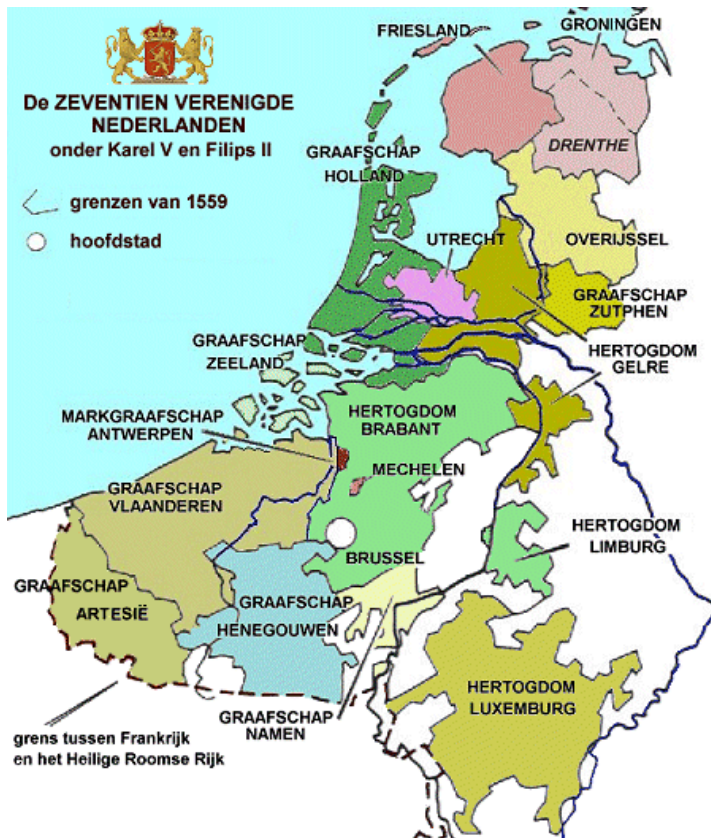 De ZEVENTIEN VERENIGDE
NEDERLANDEN
onder Karel V en Filips II
grenzen van 1559
hoofdstad
FRIESLAND
GRONINGEN
DRENTHE
GRAAFSCHAP
HOLLAND
UTRECHT
OVERIJSSEL
GRAAFSCHAP
ZUTPHEN
GRAAFSCHAP
ZEELAND
HERTOGDOM
GELRE
MARKGRAAFSCHAP
ANTWERPEN
HERTOGDOM
BRABANT
MECHELEN
GRAAFSCHAP
VLAANDEREN
HERTOGDOM
LIMBURG
BRUSSEL
GRAAFSCHAP
ARTESIË
GRAAFSCHAP
HENEGOUWEN
HERTOGDOM
LUXEMBURG
GRAAFSCHAP
NAMEN
grens tussen Frankrijk
en het Heilige Roomse Rijk